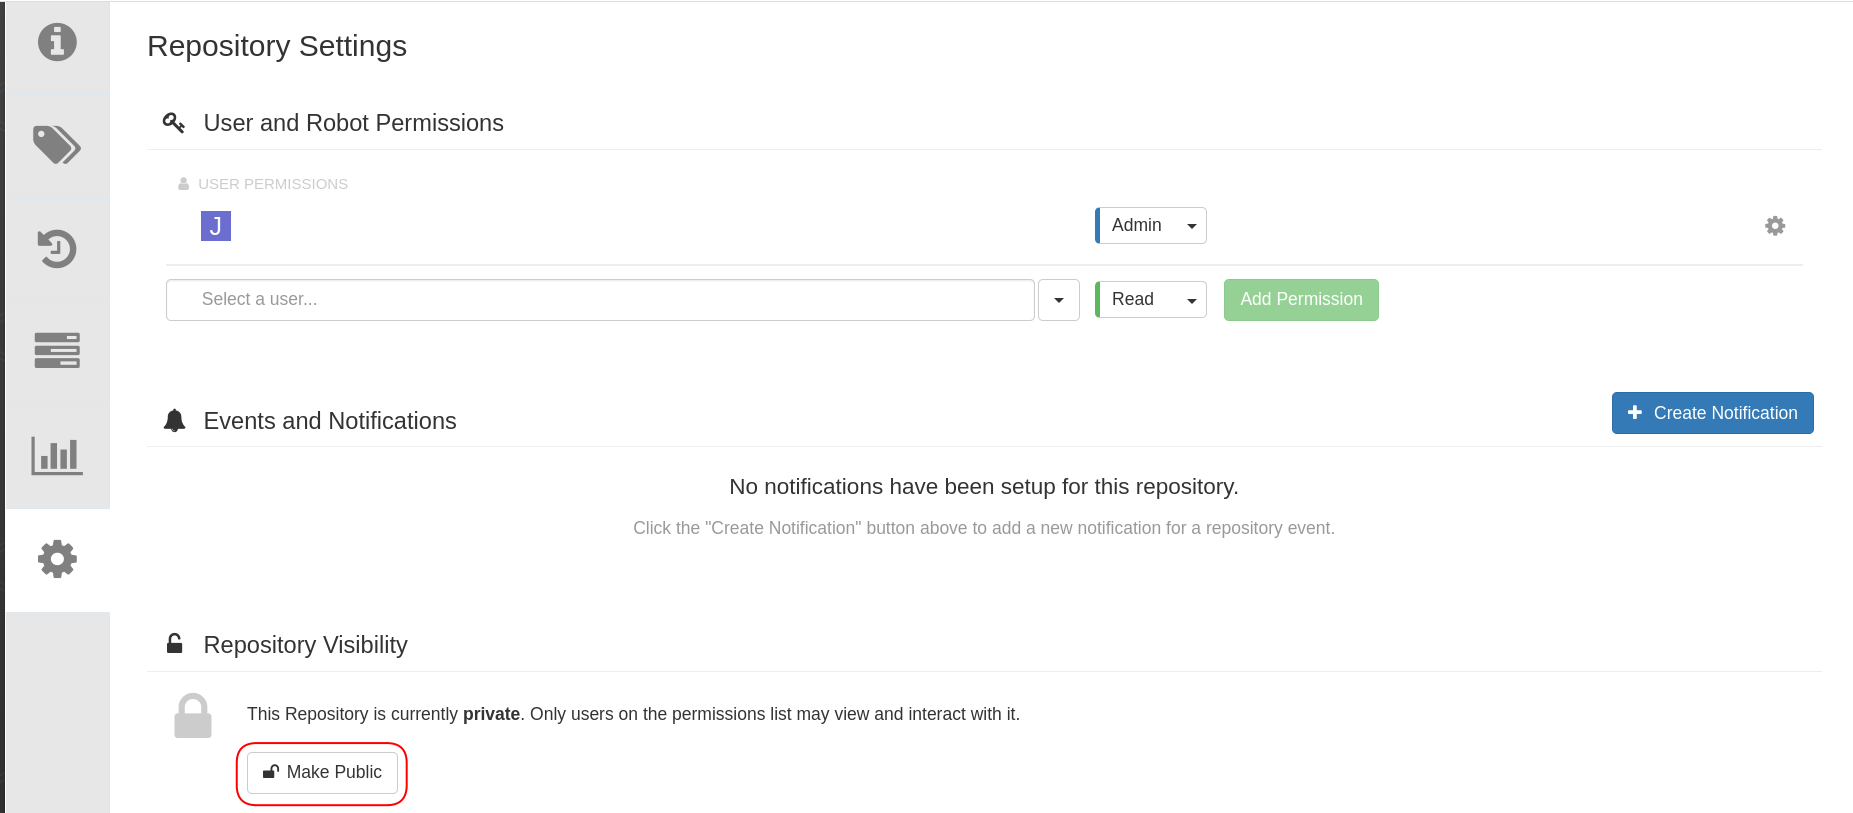 Repository Settings
User and Robot Permissions
USER PERMISSIONS
J
Admin
Select a user...
Read
Add Permission
Events and Notifications
Create Notification
No notifications have been setup for this repository.
Click the "Create Notification" button above to add a new notification for a repository event.
Repository Visibility
This Repository is currently private. Only users on the permissions list may view and interact with it.
Make Public